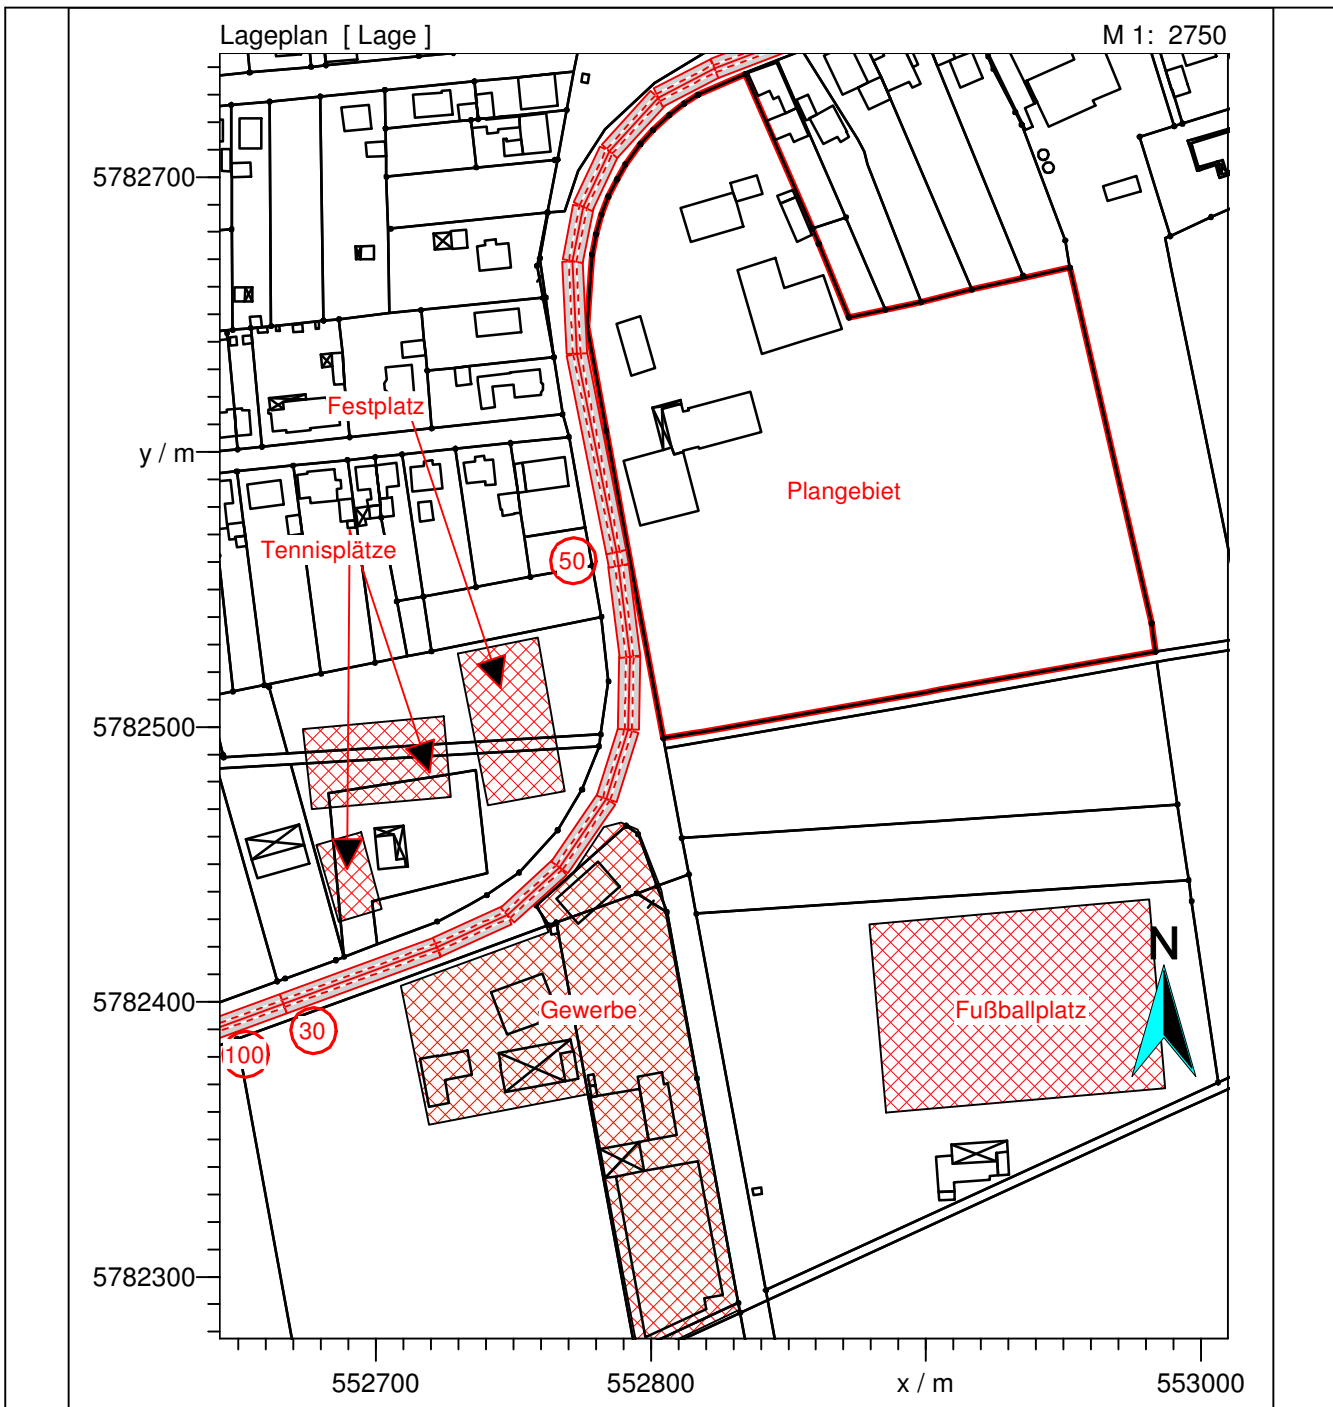 Lageplan [ Lage ] M 1: 2750
5782700
Festplatz
y / m
Plangebiet
Tennisplätze
50
5782500
N
5782400
Gewerbe
Fußballplatz
30
100
5782300
552700 552800 x / m 553000